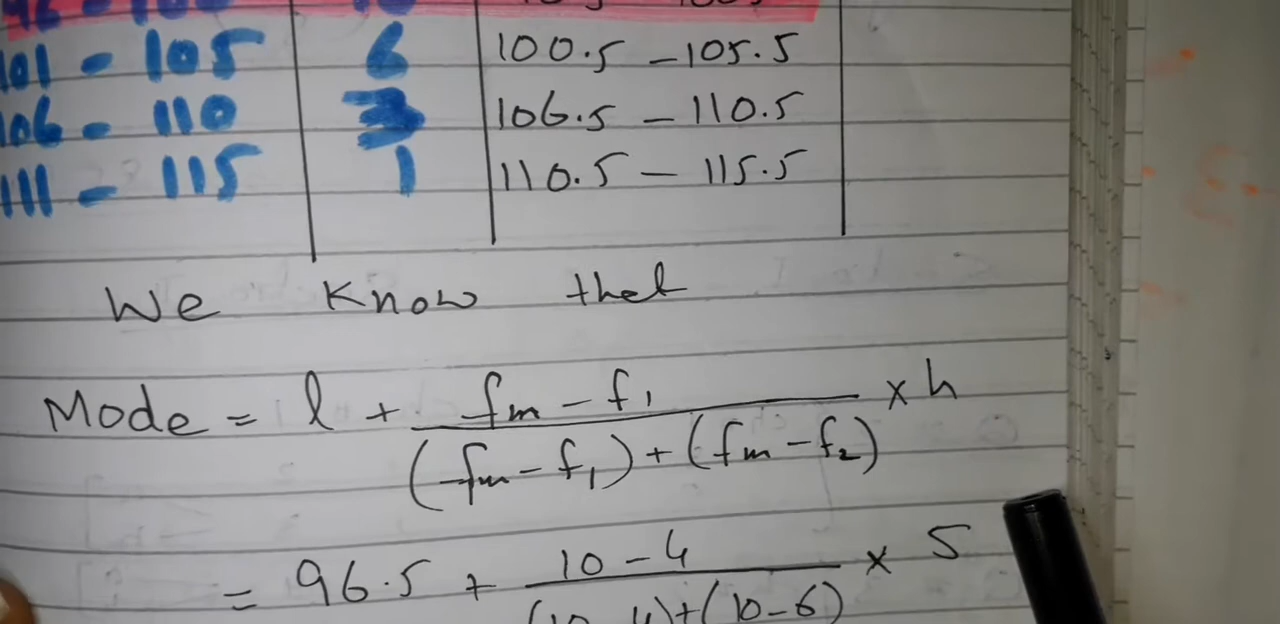 101 - 105 6 100.5 - 105.5
106 - 110 3 106.5 - 110.5
111 - 115 1 110.5 - 115.5
We know that
Mode = l + fm - f1 / (fm - f1) + (fm - f2) × h
= 96.5 + 10 - 4 / (10 - 4) + (10 - 6) × 5